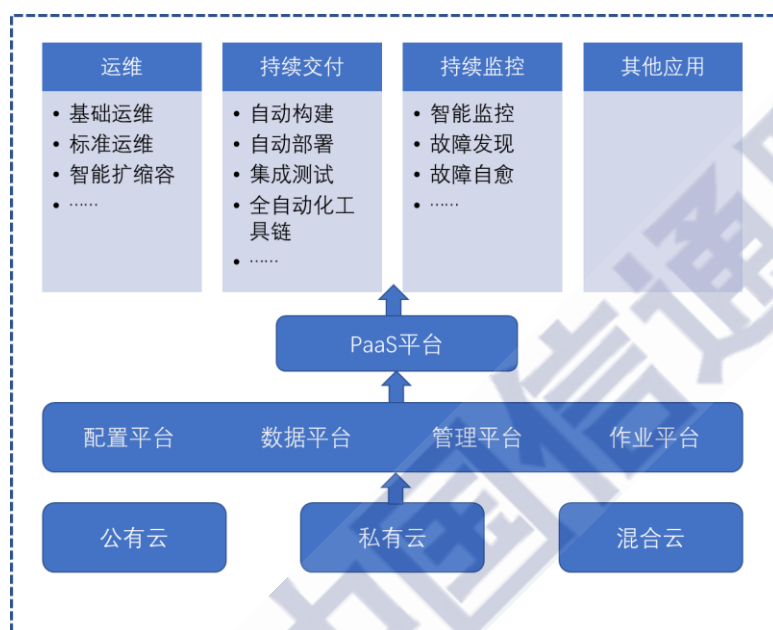 运维
持续交付
持续监控
其他应用
• 基础运维
• 标准运维
• 智能扩缩容
• ……
• 自动构建
• 自动部署
• 集成测试
• 全自动化工
具链
• ……
• 智能监控
• 故障发现
• 故障自愈
• ……
PaaS平台
配置平台 数据平台 管理平台 作业平台
公有云 私有云 混合云
中国信通